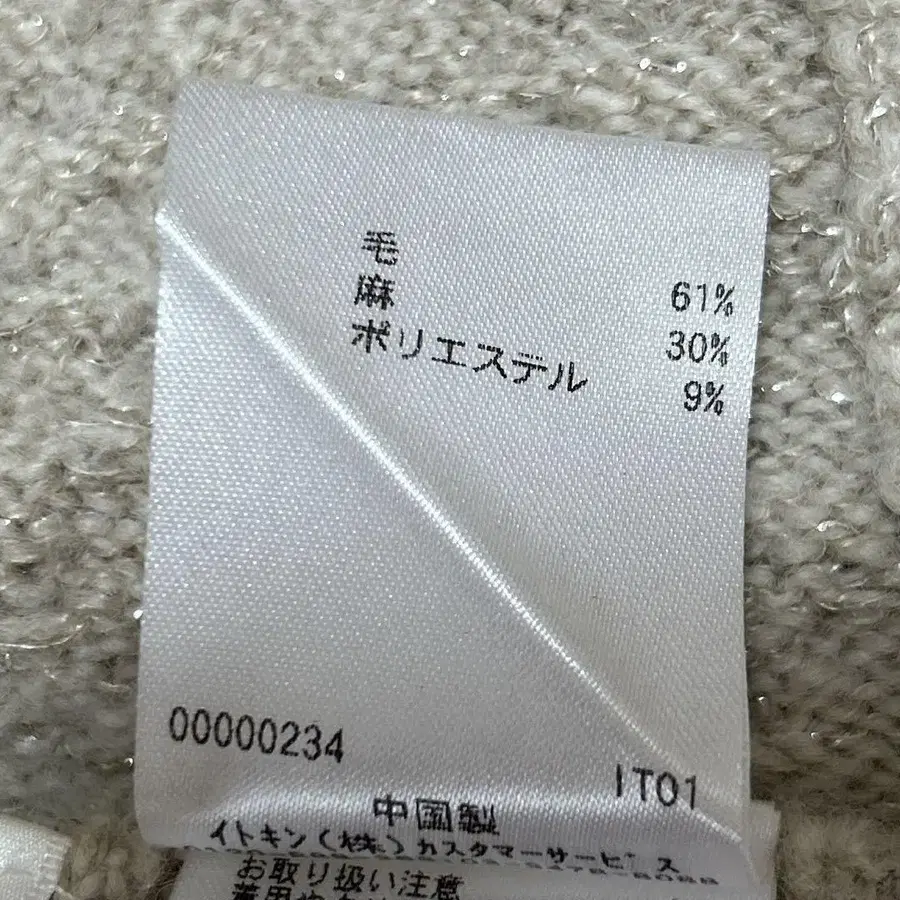 毛 61%
麻 30%
ポリエステル 9%
00000234
IT01
中国製
イトキン(株)カスタマーサービス
お取り扱い注意